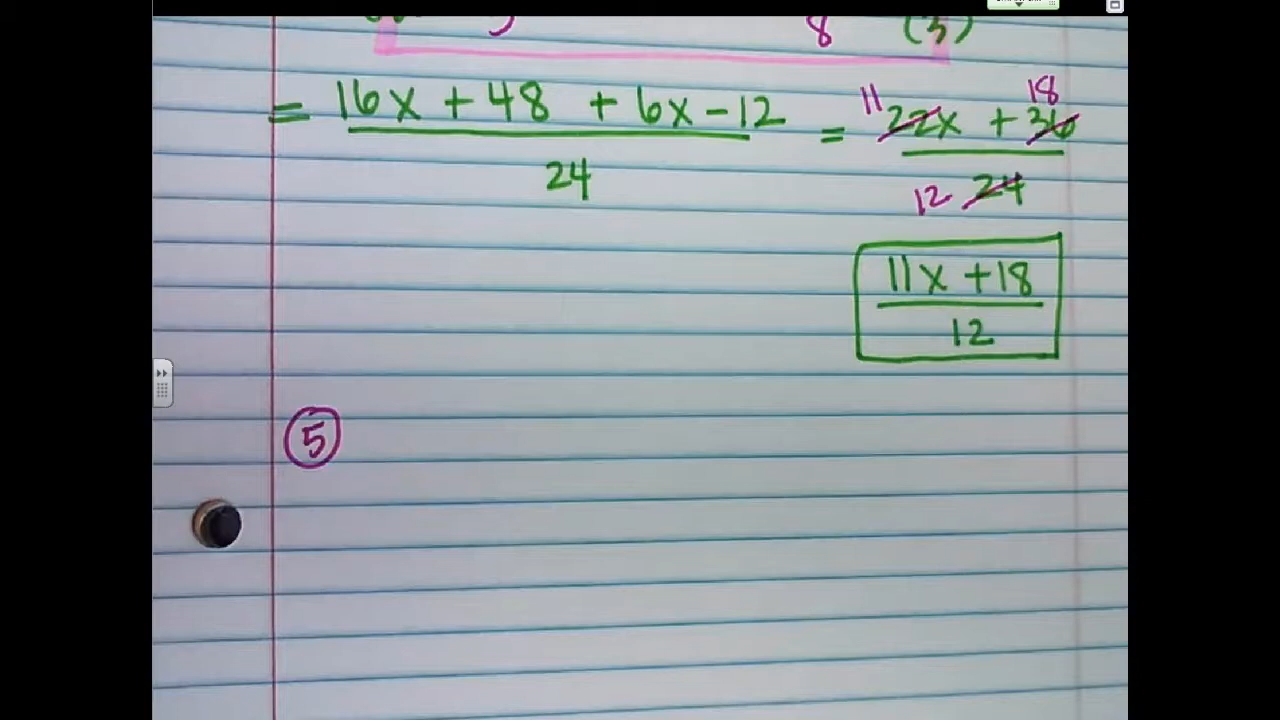 8 (3)
= 16x + 48 + 6x - 12 = 11 22x + 18 36
24 12 24
11x + 18
12
5